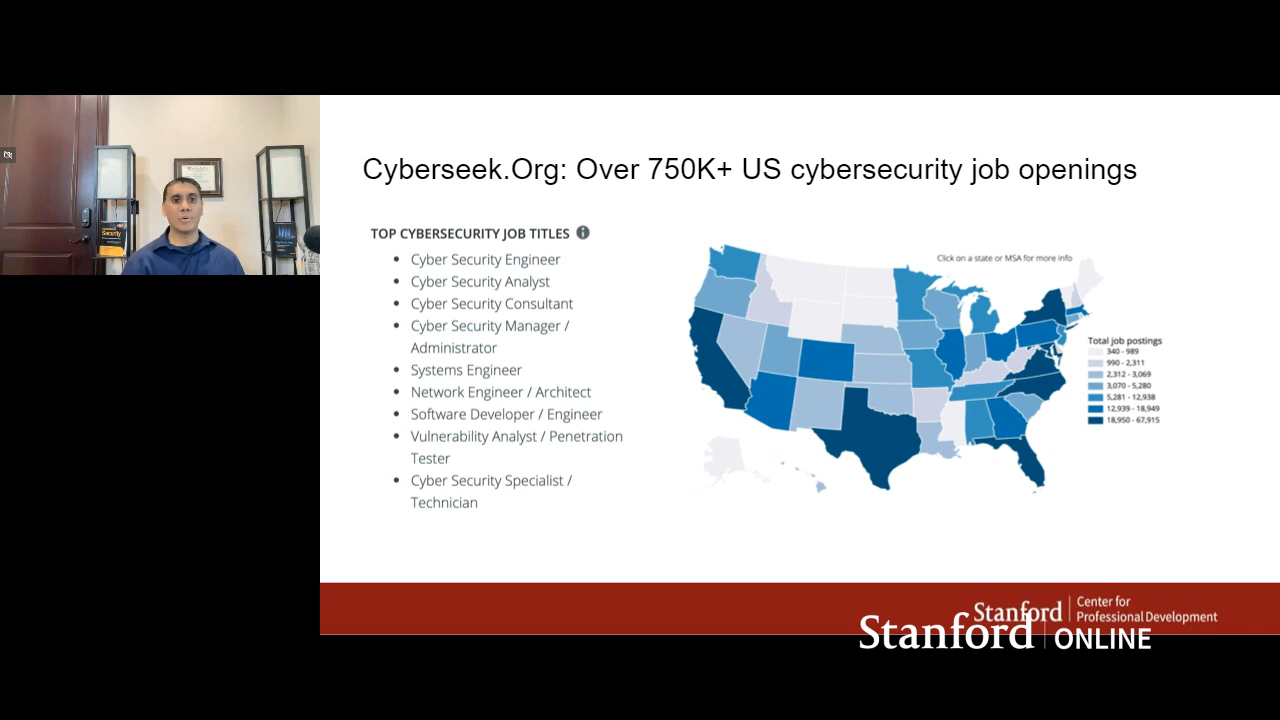 Cyberseek.Org: Over 750K+ US cybersecurity job openings
TOP CYBERSECURITY JOB TITLES
Cyber Security Engineer
Cyber Security Analyst
Cyber Security Consultant
Cyber Security Manager /
Administrator
Systems Engineer
Network Engineer / Architect
Software Developer / Engineer
Vulnerability Analyst / Penetration
Tester
Cyber Security Specialist /
Technician
Click on a state or MSA for more info
Total job postings
340 - 989
990 - 2,311
2,312 - 3,069
3,070 - 5,280
5,281 - 12,938
12,939 - 18,949
18,950 - 67,915
Security
Stanford
Center for
Professional Development
Stanford ONLINE